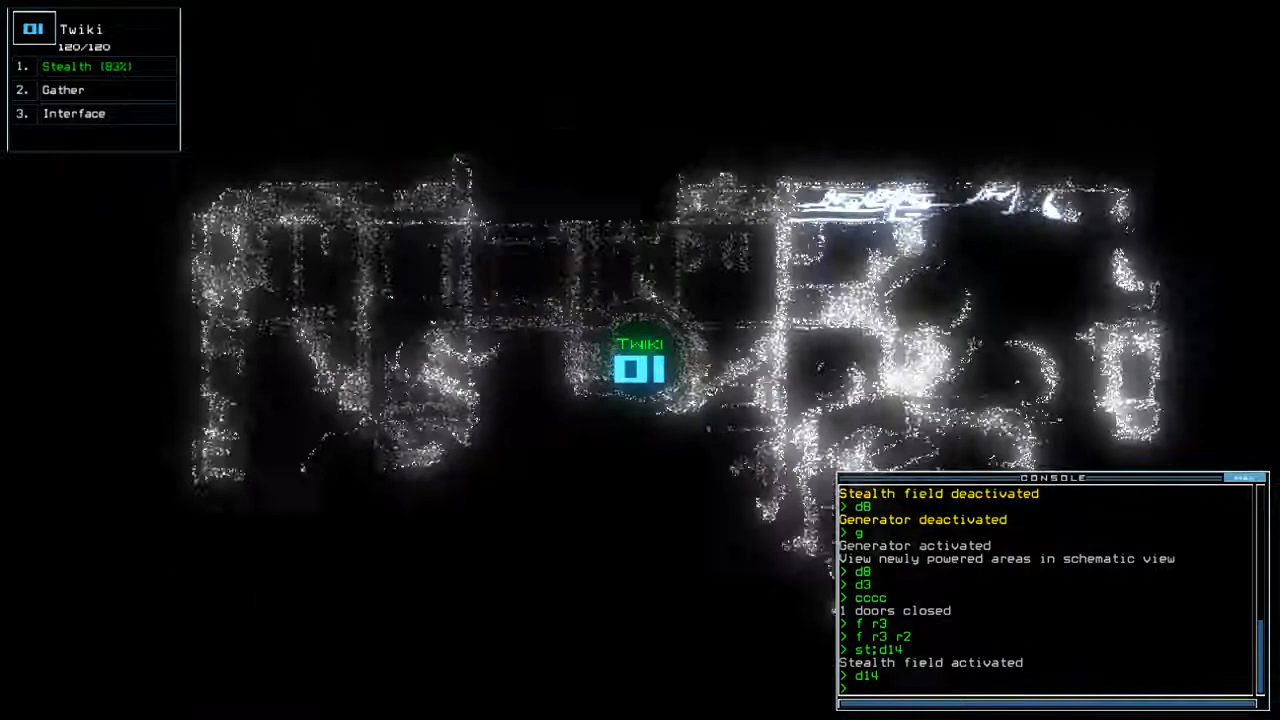 01 Twiki
120/120
1. Stealth (83%)
2. Gather
3. Interface
TWIKI
01
CONSOLE
Stealth field deactivated
> d8
Generator deactivated
> g
Generator activated
View newly powered areas in schematic view
> d8
> d3
> cccc
1 doors closed
> f r3
> f r3 r2
> st;d14
Stealth field activated
> d14
>